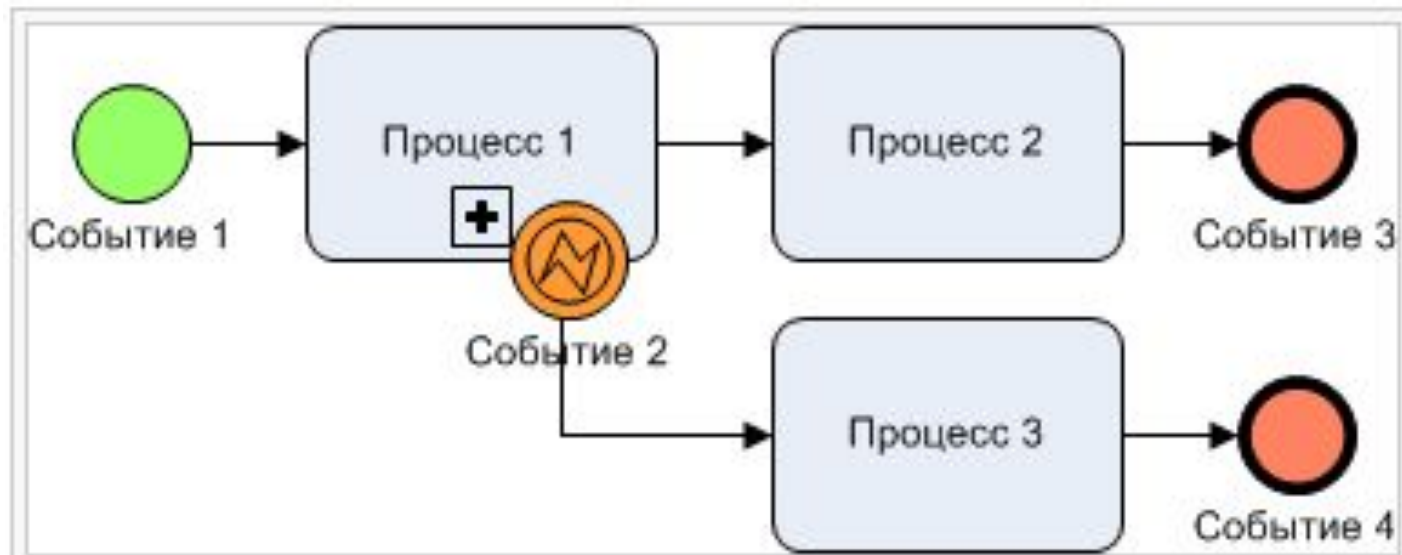 Процесс 1
Процесс 2
Событие 1
Событие 3
Событие 2
Процесс 3
Событие 4